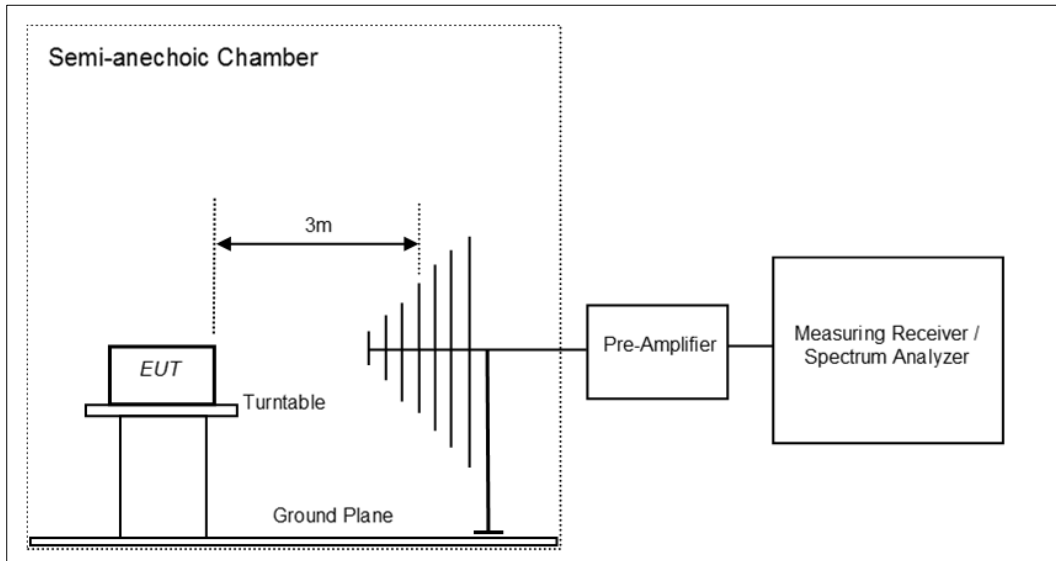 Semi-anechoic Chamber
3m
EUT
Turntable
Ground Plane
Pre-Amplifier
Measuring Receiver /
Spectrum Analyzer